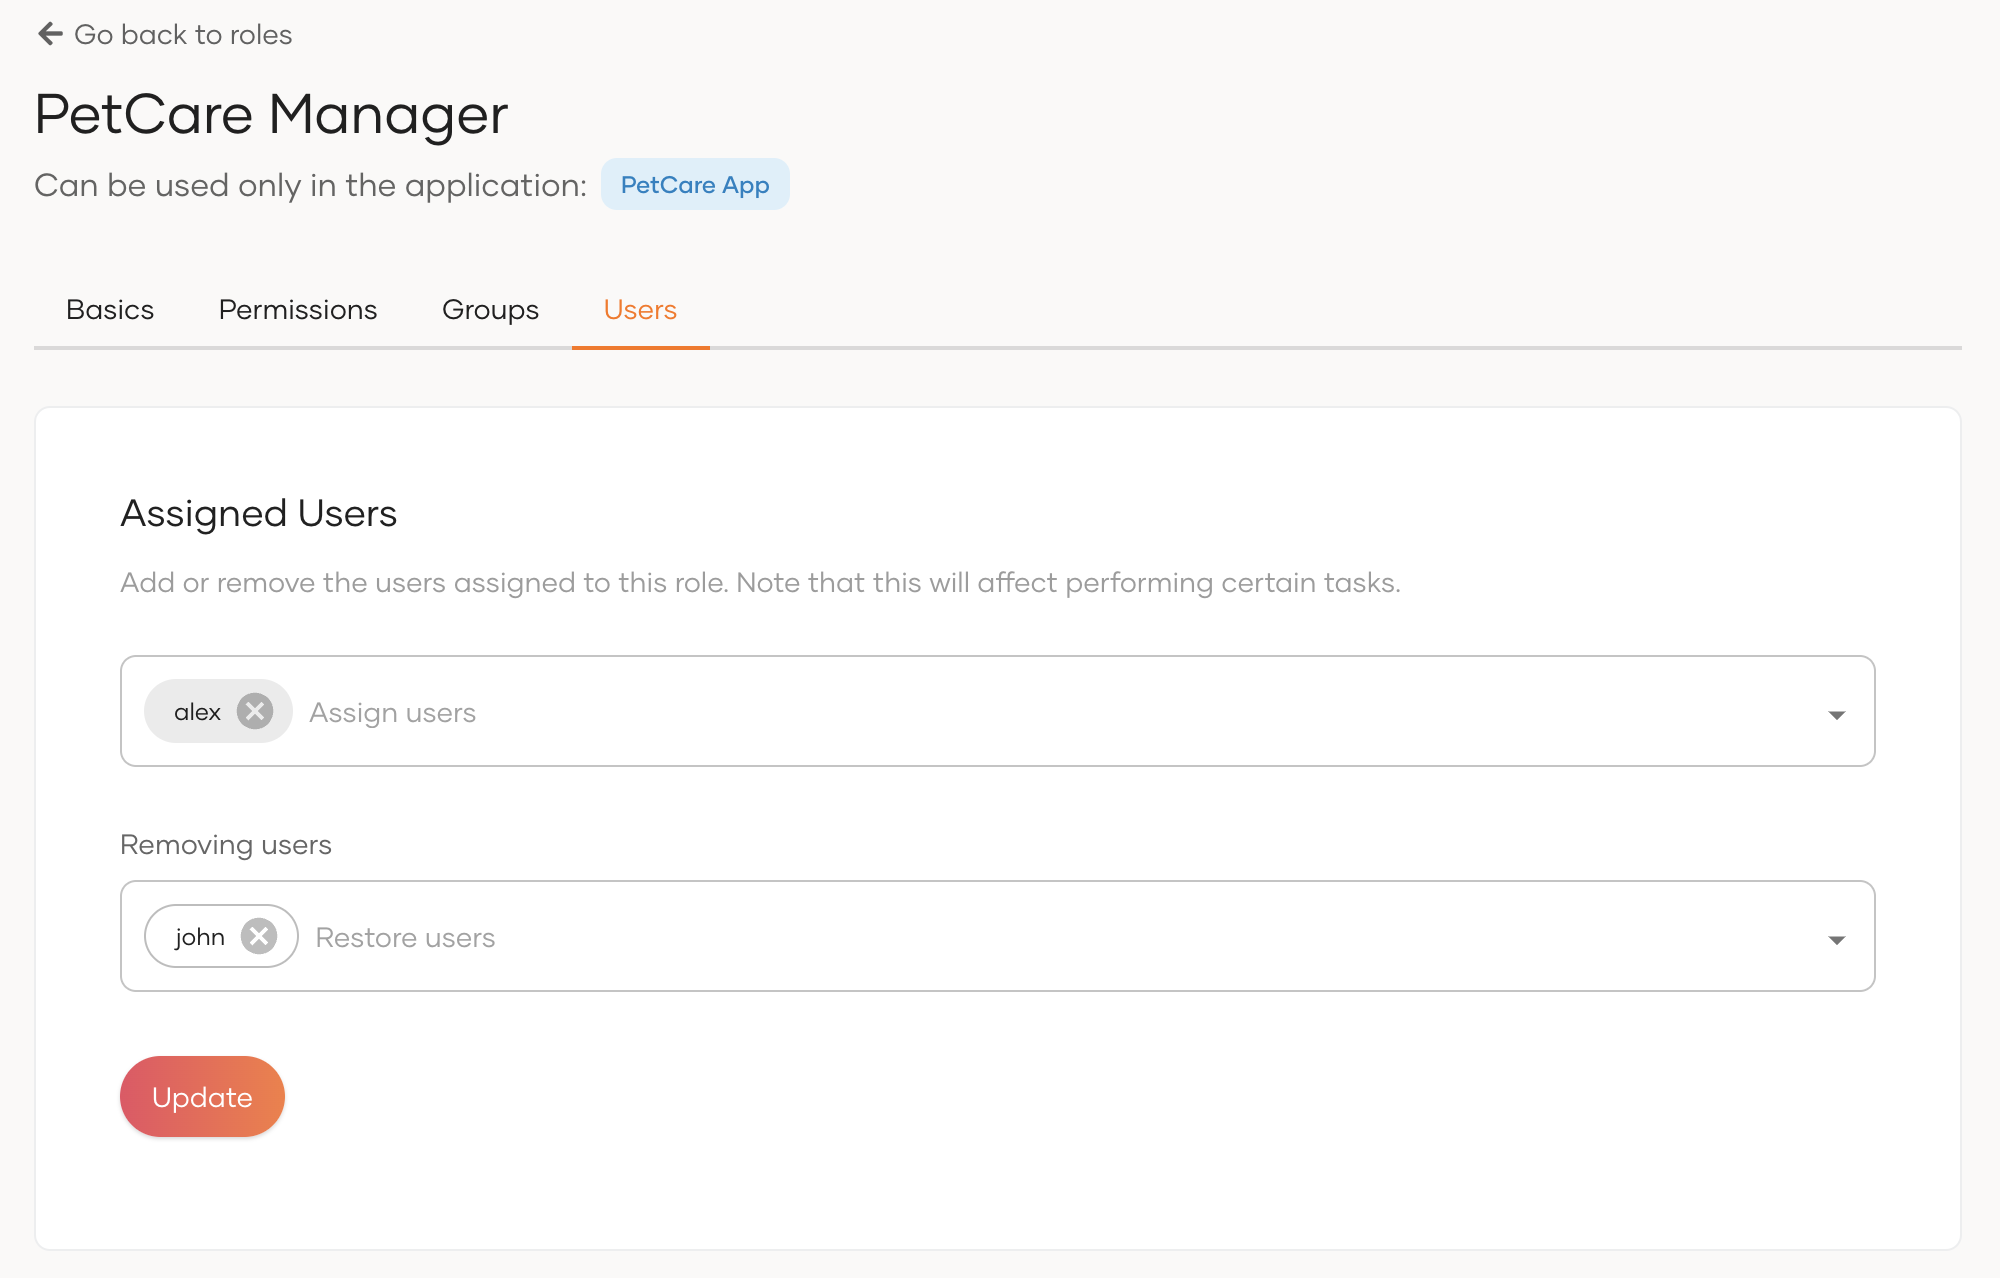 Go back to roles
PetCare Manager
Can be used only in the application: PetCare App
Basics Permissions Groups Users
Assigned Users
Add or remove the users assigned to this role. Note that this will affect performing certain tasks.
alex Assign users
Removing users
john Restore users
Update